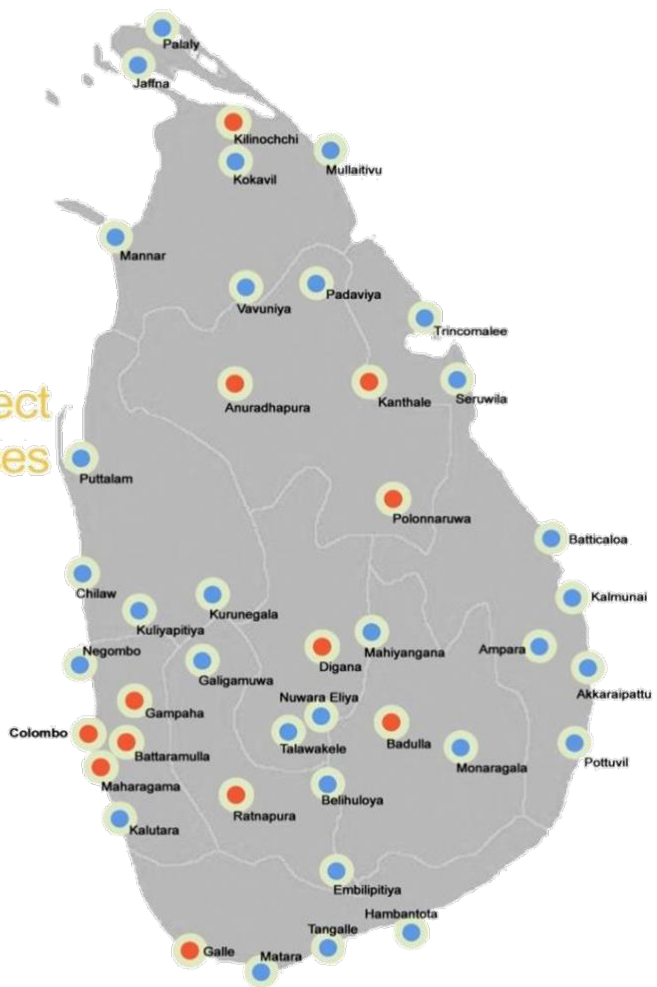 Palaly
Jaffna
Kilinochchi
Kokavil
Mullaitivu
Mannar
Vavuniya
Padaviya
Trincomalee
Anuradhapura
Kanthale
Seruwila
ect
es
Puttalam
Polonnaruwa
Batticaloa
Chilaw
Kalmunai
Kuliyapitiya
Kurunegala
Negombo
Digana
Mahiyangana
Ampara
Galigamuwa
Akkaraipattu
Nuwara Eliya
Gampaha
Colombo
Battaramulla
Talawakele
Badulla
Monaragala
Pottuvil
Maharagama
Belihuloya
Ratnapura
Kalutara
Embilipitiya
Hambantota
Tangalle
Galle
Matara